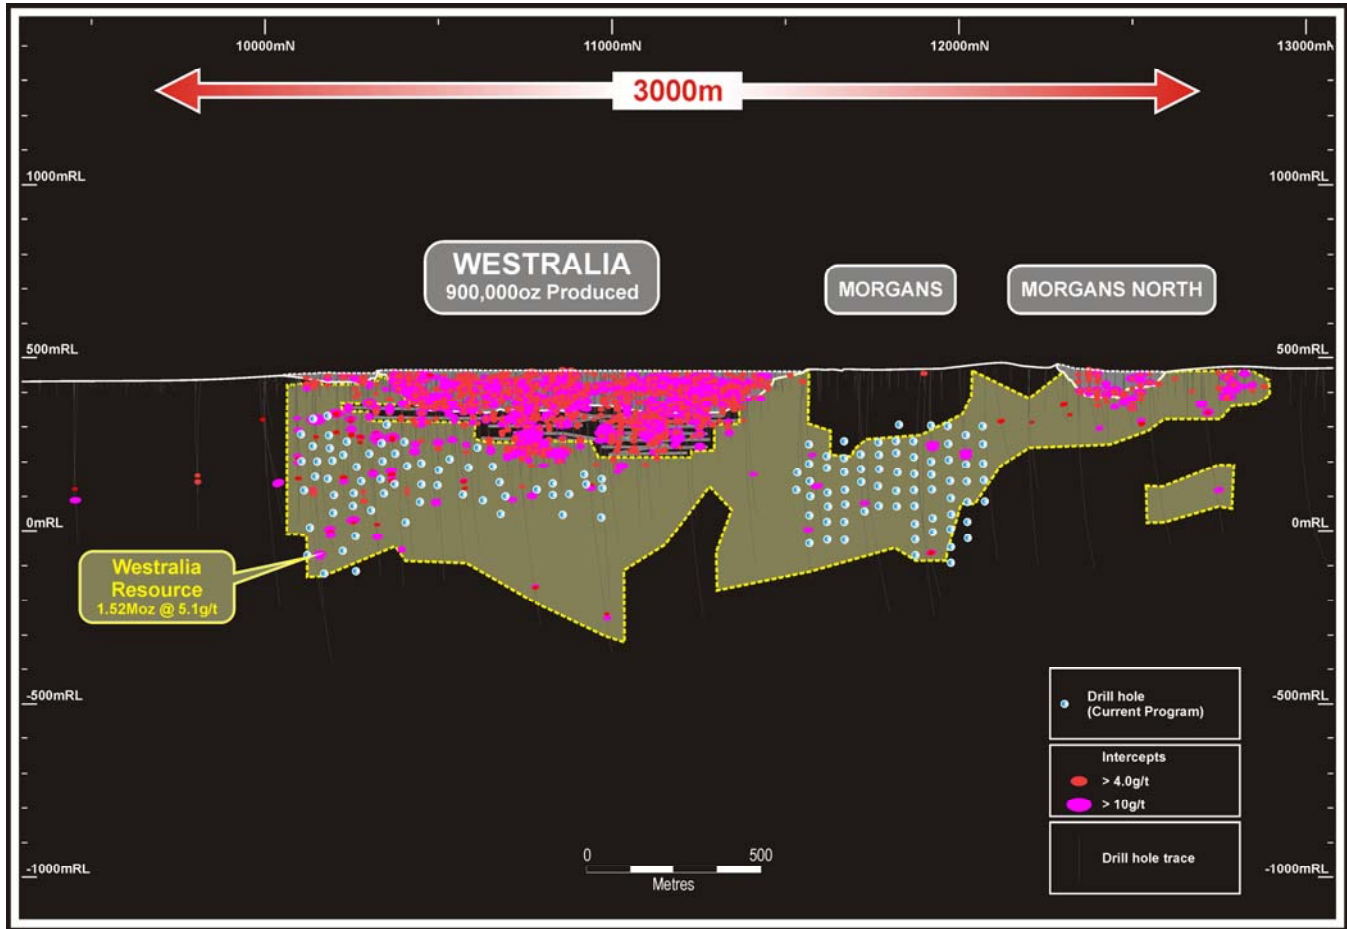 10000mN
11000mN
12000mN
13000mN
3000m
1000mRL
1000mRL
WESTRALIA
900,000oz Produced
MORGANS
MORGANS NORTH
500mRL
500mRL
0mRL
0mRL
Westralia
Resource
1.52Moz @ 5.1g/t
-500mRL
-500mRL
Drill hole
(Current Program)
Intercepts
> 4.0g/t
> 10g/t
Drill hole trace
0 500
Metres
-1000mRL
-1000mRL